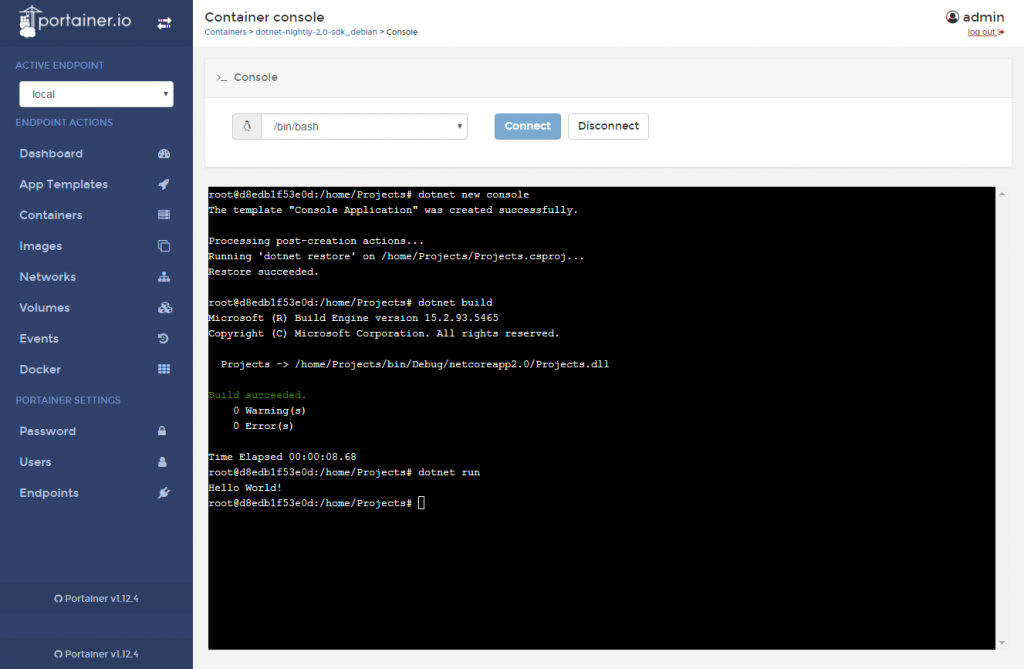 portainer.io
ACTIVE ENDPOINT
local
ENDPOINT ACTIONS
Dashboard
App Templates
Containers
Images
Networks
Volumes
Events
Docker
PORTAINER SETTINGS
Password
Users
Endpoints
Portainer v1.12.4
Portainer v1.12.4
Container console
Containers > dotnet-nightly-2.0-sdk_debian > Console
admin
log out
>_ Console
/bin/bash
Connect
Disconnect
root@d8edb1f53e0d:/home/Projects# dotnet new console
The template "Console Application" was created successfully.
Processing post-creation actions...
Running 'dotnet restore' on /home/Projects/Projects.csproj...
Restore succeeded.
root@d8edb1f53e0d:/home/Projects# dotnet build
Microsoft (R) Build Engine version 15.2.93.5465
Copyright (C) Microsoft Corporation. All rights reserved.
Projects -> /home/Projects/bin/Debug/netcoreapp2.0/Projects.dll
Build succeeded.
0 Warning(s)
0 Error(s)
Time Elapsed 00:00:08.68
root@d8edb1f53e0d:/home/Projects# dotnet run
Hello World!
root@d8edb1f53e0d:/home/Projects#